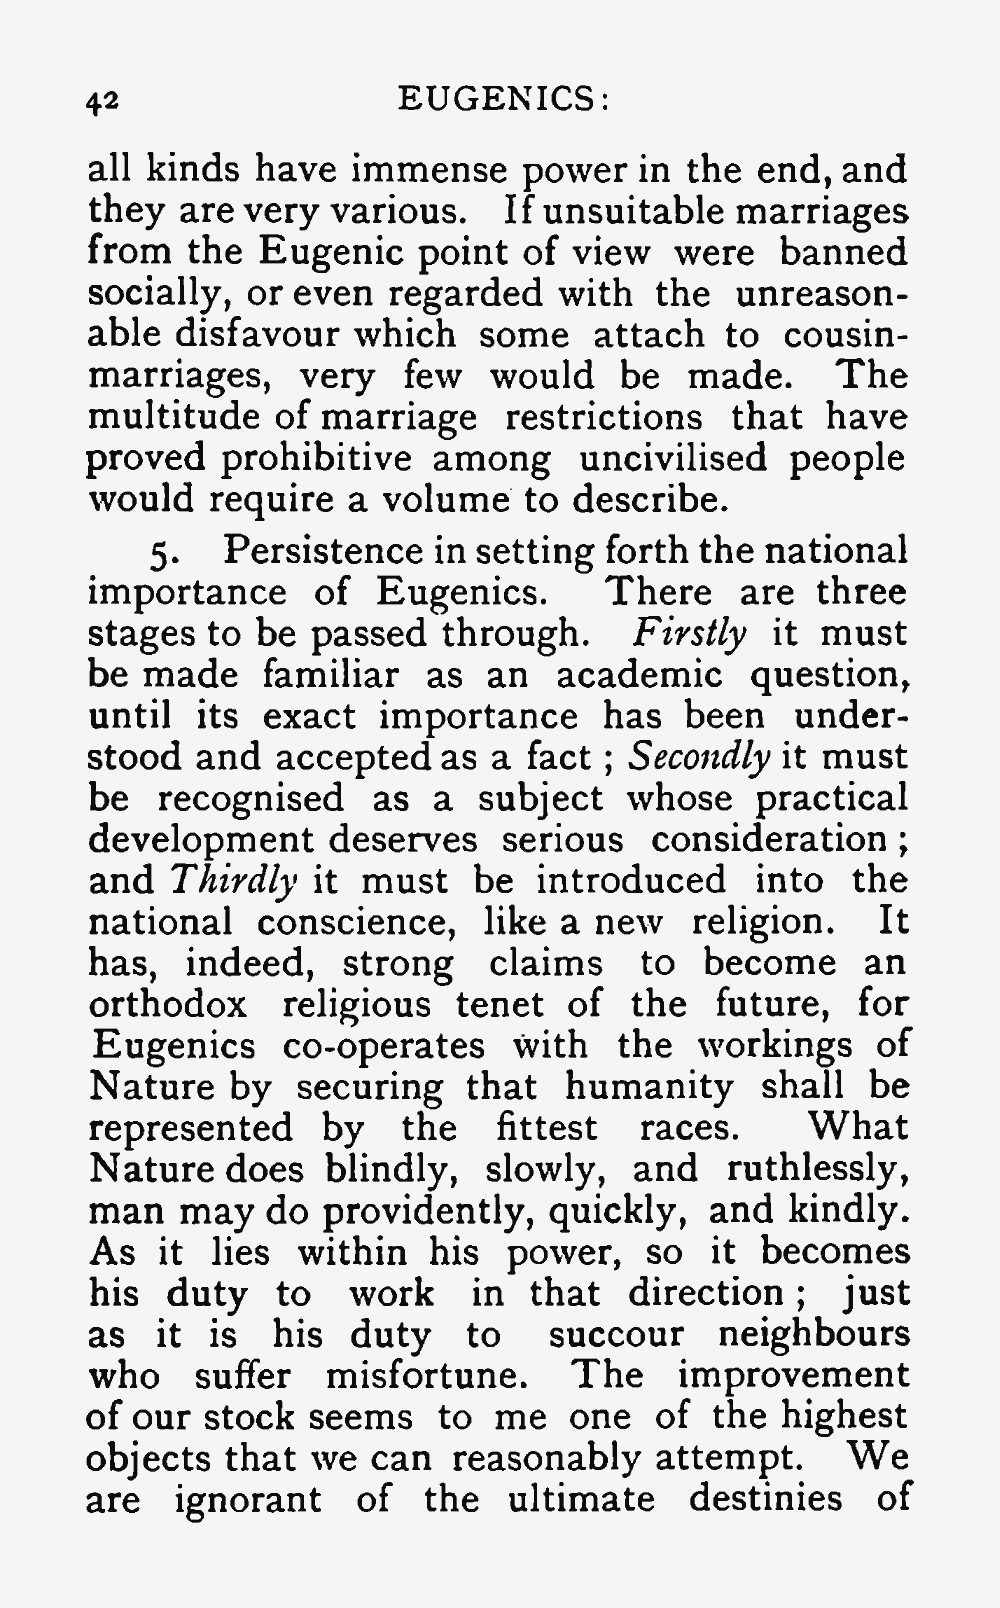 42 EUGENICS:
all kinds have immense power in the end, and
they are very various. If unsuitable marriages
from the Eugenic point of view were banned
socially, or even regarded with the unreason-
able disfavour which some attach to cousin-
marriages, very few would be made. The
multitude of marriage restrictions that have
proved prohibitive among uncivilised people
would require a volume to describe.
5. Persistence in setting forth the national
importance of Eugenics. There are three
stages to be passed through. Firstly it must
be made familiar as an academic question,
until its exact importance has been under-
stood and accepted as a fact ; Secondly it must
be recognised as a subject whose practical
development deserves serious consideration ;
and Thirdly it must be introduced into the
national conscience, like a new religion. It
has, indeed, strong claims to become an
orthodox religious tenet of the future, for
Eugenics co-operates with the workings of
Nature by securing that humanity shall be
represented by the fittest races. What
Nature does blindly, slowly, and ruthlessly,
man may do providently, quickly, and kindly.
As it lies within his power, so it becomes
his duty to work in that direction ; just
as it is his duty to succour neighbours
who suffer misfortune. The improvement
of our stock seems to me one of the highest
objects that we can reasonably attempt. We
are ignorant of the ultimate destinies of